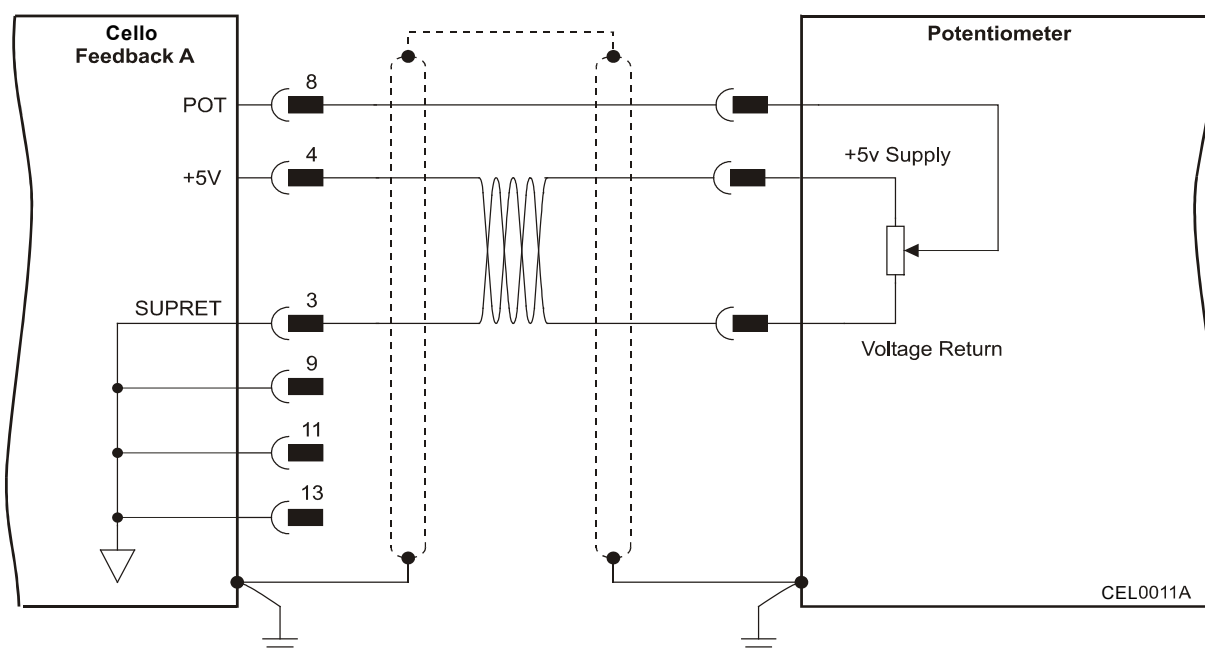 Cello
Feedback A
Potentiometer
POT
8
+5V
4
+5v Supply
SUPRET
3
Voltage Return
9
11
13
CEL0011A